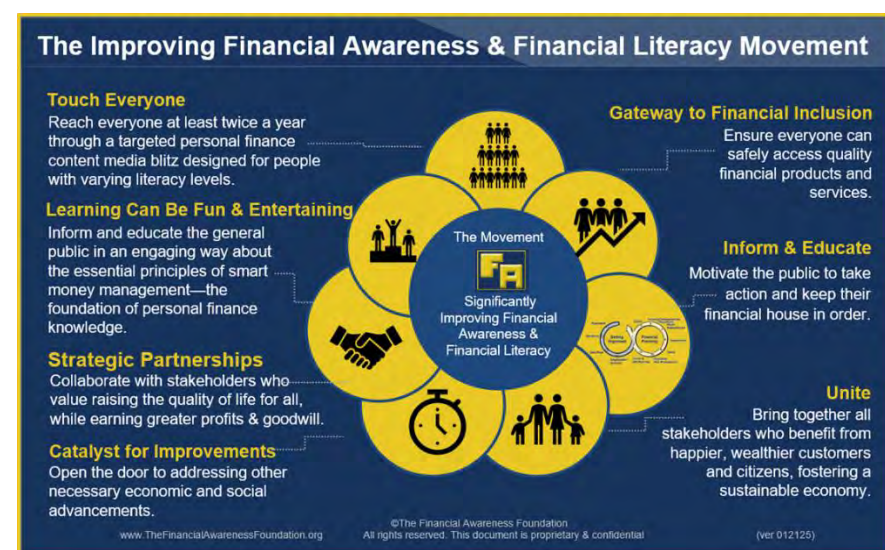 The Improving Financial Awareness & Financial Literacy Movement
Touch Everyone
Reach everyone at least twice a year
through a targeted personal finance
content media blitz designed for people
with varying literacy levels.
Learning Can Be Fun & Entertaining
Inform and educate the general
public in an engaging way about
the essential principles of smart
money management—the
foundation of personal finance
knowledge.
Strategic Partnerships
Collaborate with stakeholders who
value raising the quality of life for all,
while earning greater profits & goodwill.
Catalyst for Improvements
Open the door to addressing other
necessary economic and social
advancements.
The Movement
FA
Significantly
Improving Financial
Awareness &
Financial Literacy
Gateway to Financial Inclusion
Ensure everyone can
safely access quality
financial products and
services.
Inform & Educate
Motivate the public to take
action and keep their
financial house in order.
Unite
Bring together all
stakeholders who benefit from
happier, wealthier customers
and citizens, fostering a
sustainable economy.
www.TheFinancialAwarenessFoundation.org
©The Financial Awareness Foundation
All rights reserved. This document is proprietary & confidential
(ver 012125)